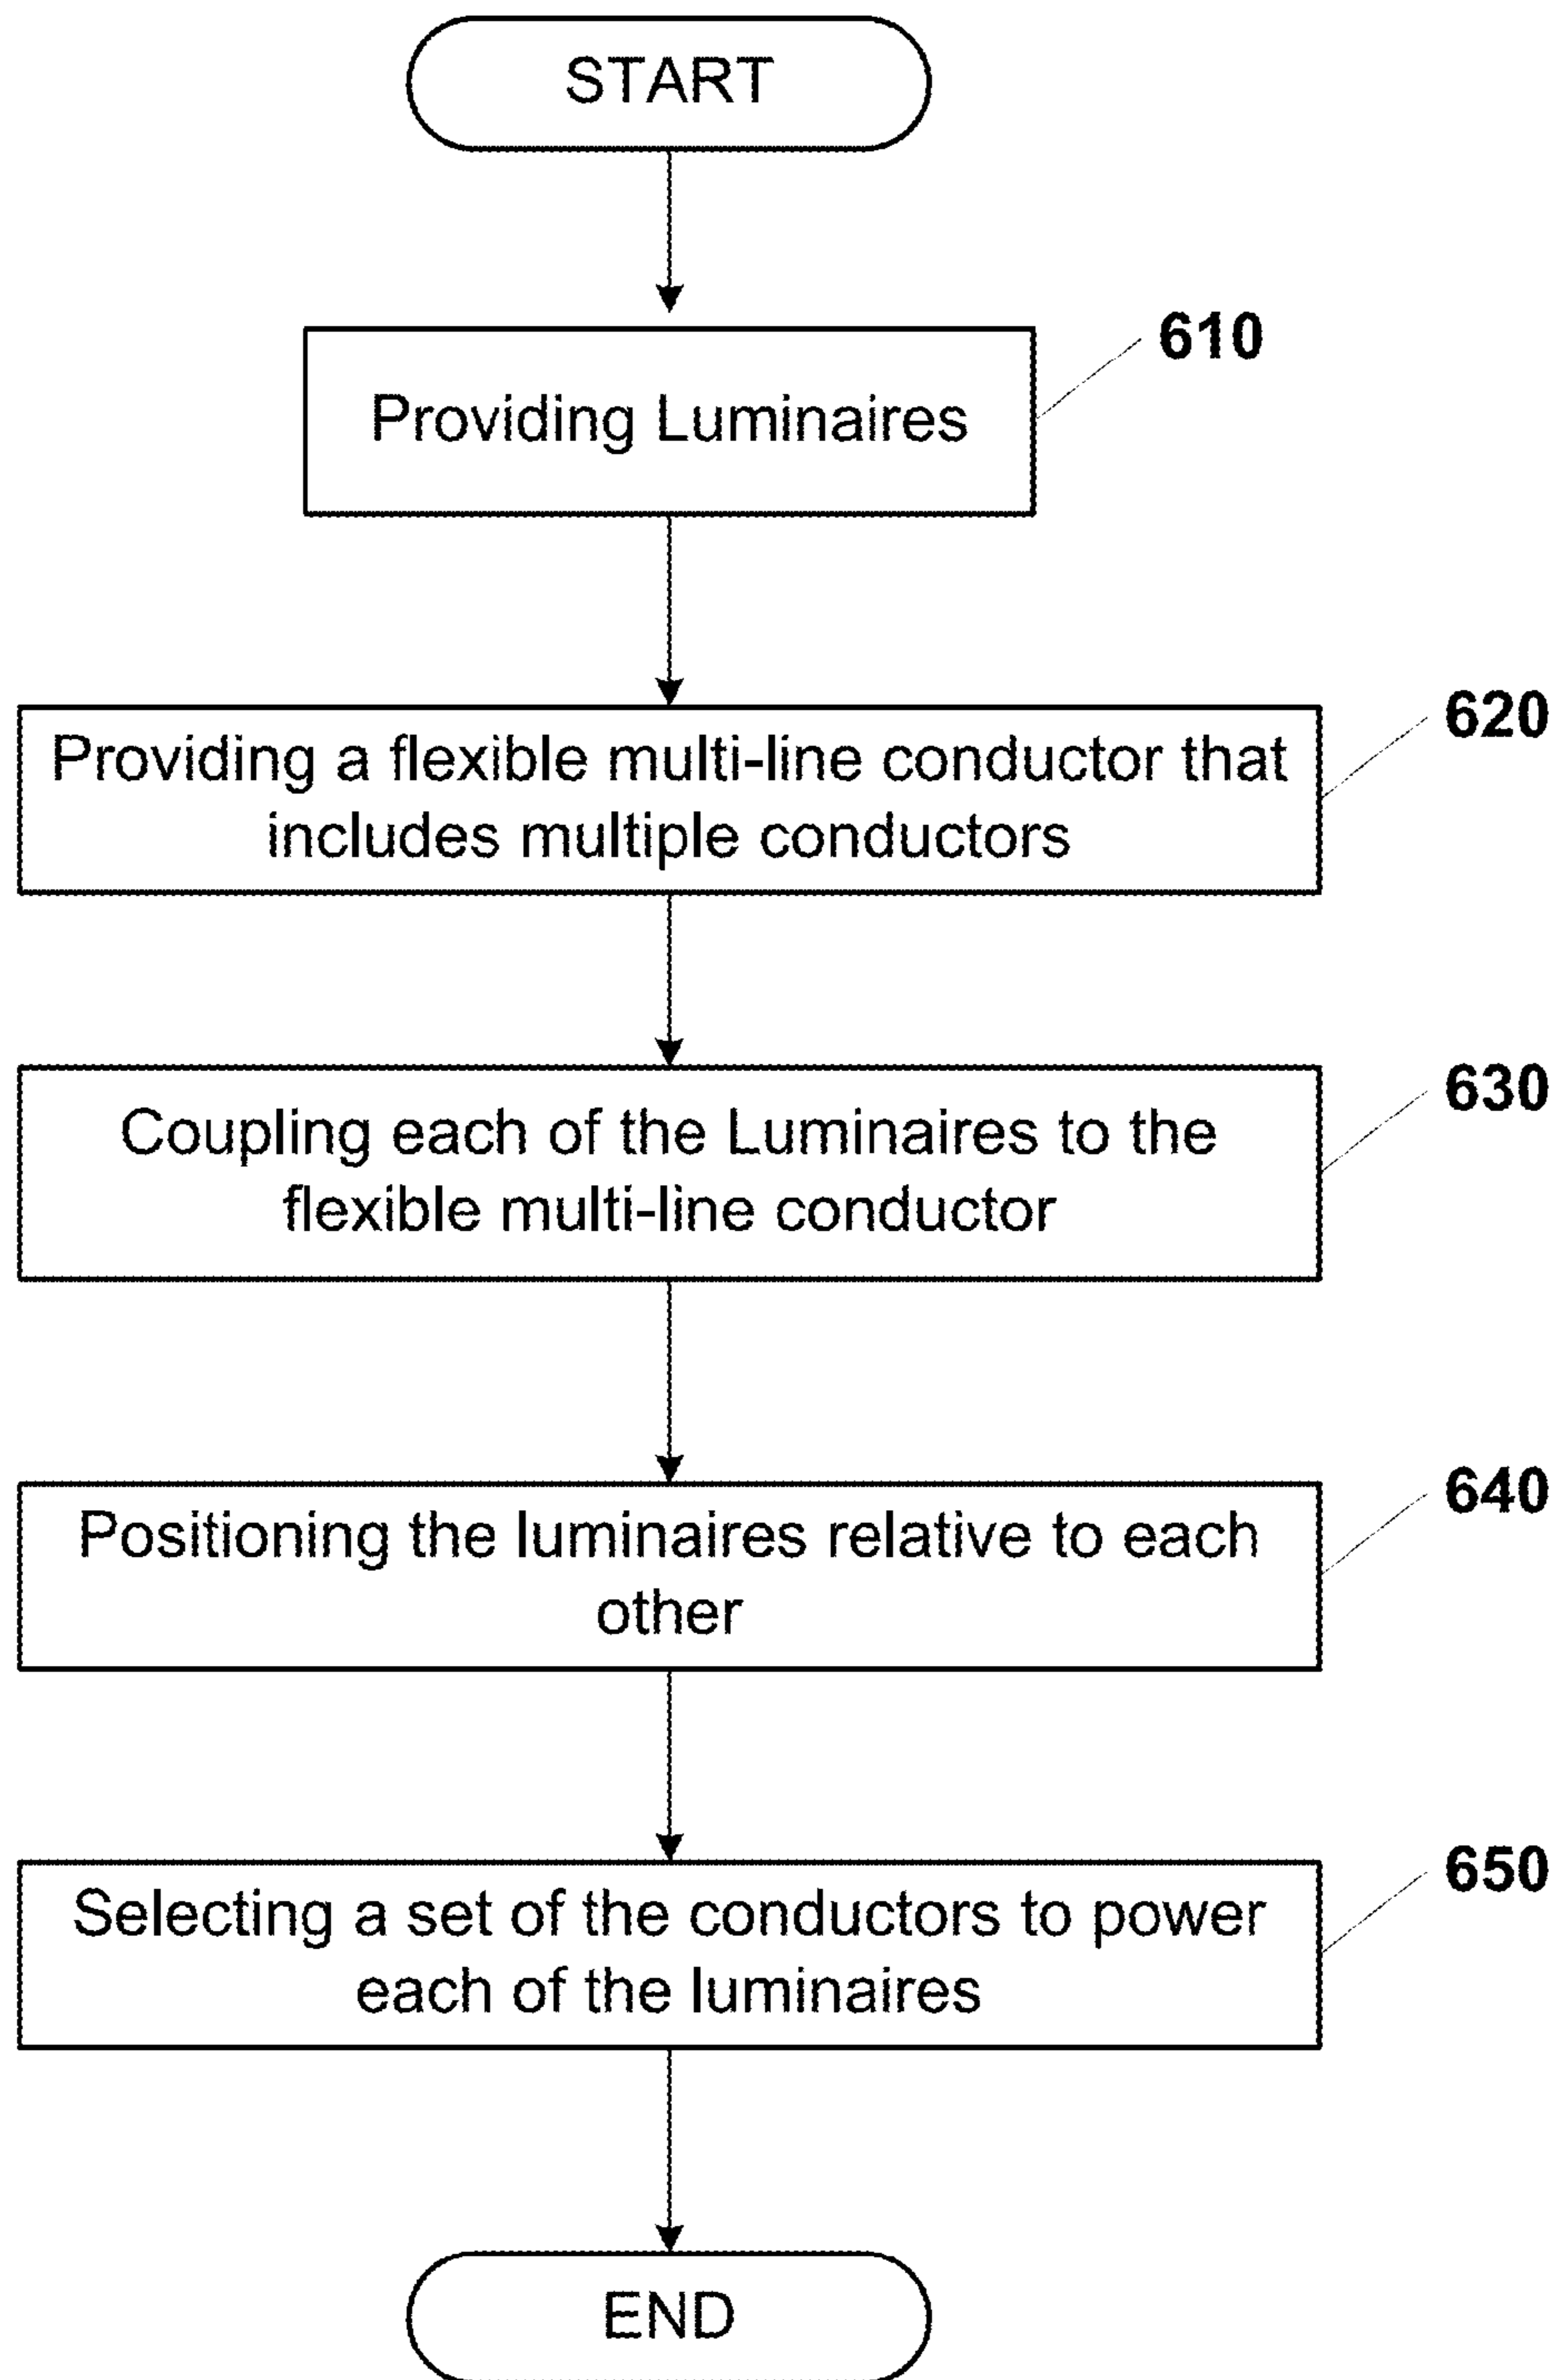 START
610
Providing Luminaires
620
Providing a flexible multi-line conductor that
includes multiple conductors
630
Coupling each of the Luminaires to the
flexible multi-line conductor
640
Positioning the luminaires relative to each
other
650
Selecting a set of the conductors to power
each of the luminaires
END